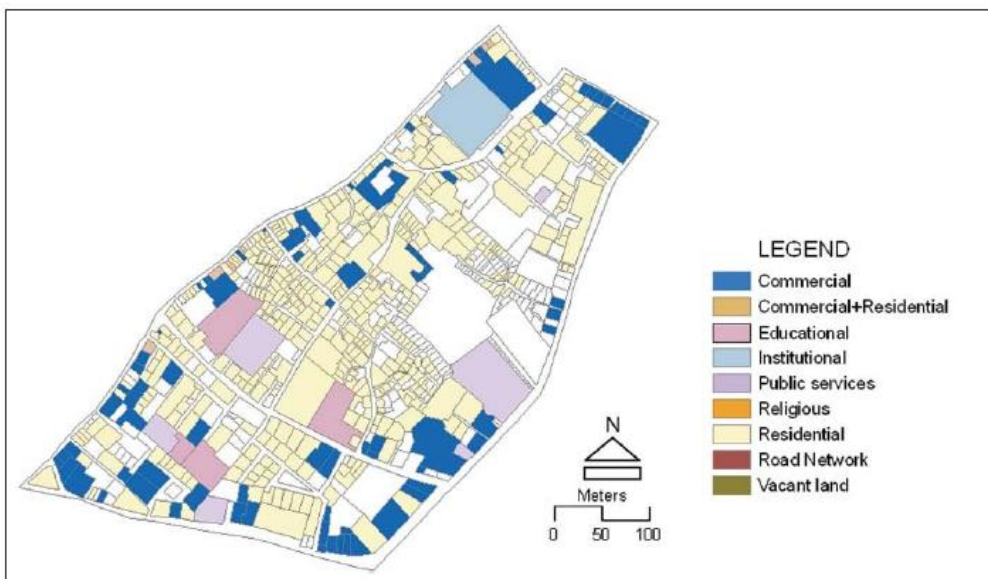 LEGEND
Commercial
Commercial+Residential
Educational
Institutional
Public services
Religious
Residential
Road Network
Vacant land
N
Meters
0 50 100